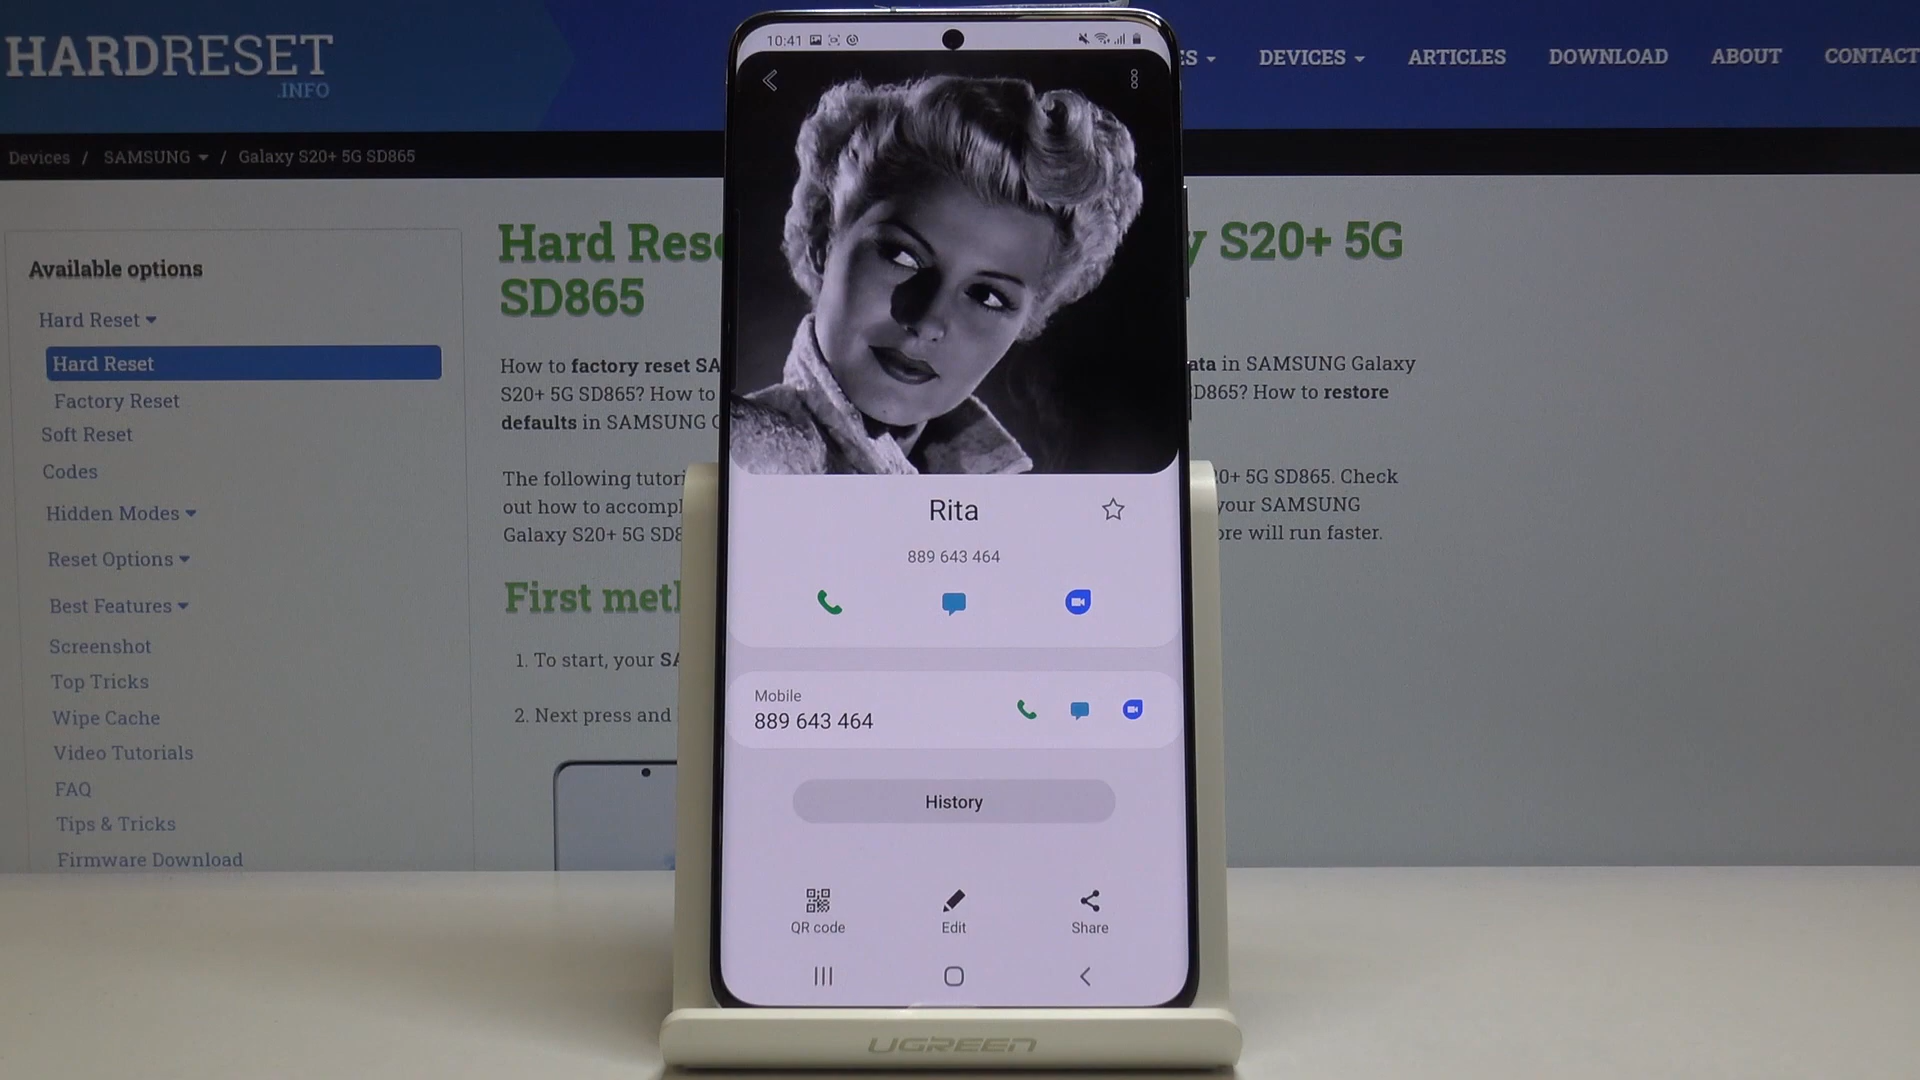 HARDRESET
.INFO
DEVICES
ARTICLES
DOWNLOAD
ABOUT
CONTACT
Devices / SAMSUNG / Galaxy S20+ 5G SD865
Available options
Hard Reset
Hard Reset
Factory Reset
Soft Reset
Codes
Hidden Modes
Reset Options
Best Features
Screenshot
Top Tricks
Wipe Cache
Video Tutorials
FAQ
Tips & Tricks
Firmware Download
Hard Res
y S20+ 5G
SD865
How to factory reset SA
ata in SAMSUNG Galaxy
S20+ 5G SD865? How to
D865? How to restore
defaults in SAMSUNG
The following tutori
0+ 5G SD865. Check
out how to accompl
your SAMSUNG
Galaxy S20+ 5G SD8
ore will run faster.
First met
1. To start, your SA
2. Next press and
10:41
Rita
889 643 464
Mobile
889 643 464
History
QR code
Edit
Share
UGREEN